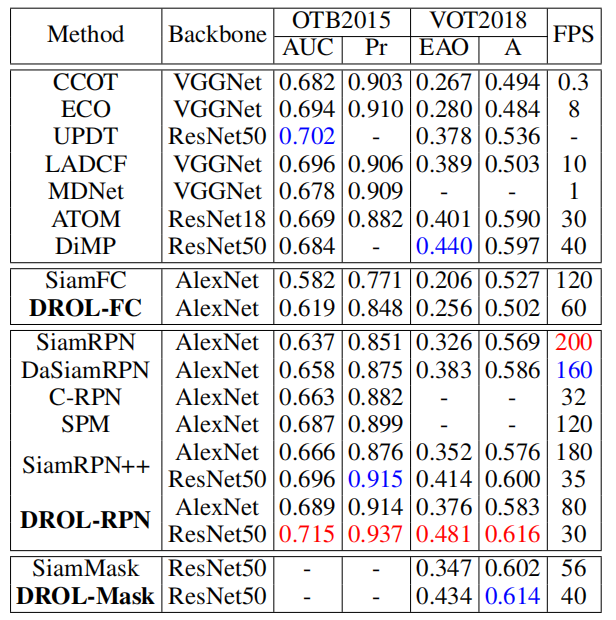 Method Backbone OTB2015 VOT2018 FPS
AUC Pr EAO A
CCOT VGGNet 0.682 0.903 0.267 0.494 0.3
ECO VGGNet 0.694 0.910 0.280 0.484 8
UPDT ResNet50 0.702 - 0.378 0.536 -
LADCF VGGNet 0.696 0.906 0.389 0.503 10
MDNet VGGNet 0.678 0.909 - - 1
ATOM ResNet18 0.669 0.882 0.401 0.590 30
DiMP ResNet50 0.684 - 0.440 0.597 40
SiamFC AlexNet 0.582 0.771 0.206 0.527 120
DROL-FC AlexNet 0.619 0.848 0.256 0.502 60
SiamRPN AlexNet 0.637 0.851 0.326 0.569 200
DaSiamRPN AlexNet 0.658 0.875 0.383 0.586 160
C-RPN AlexNet 0.663 0.882 - - 32
SPM AlexNet 0.687 0.899 - - 120
SiamRPN++ AlexNet 0.666 0.876 0.352 0.576 180
ResNet50 0.696 0.915 0.414 0.600 35
DROL-RPN AlexNet 0.689 0.914 0.376 0.583 80
ResNet50 0.715 0.937 0.481 0.616 30
SiamMask ResNet50 - - 0.347 0.602 56
DROL-Mask ResNet50 - - 0.434 0.614 40